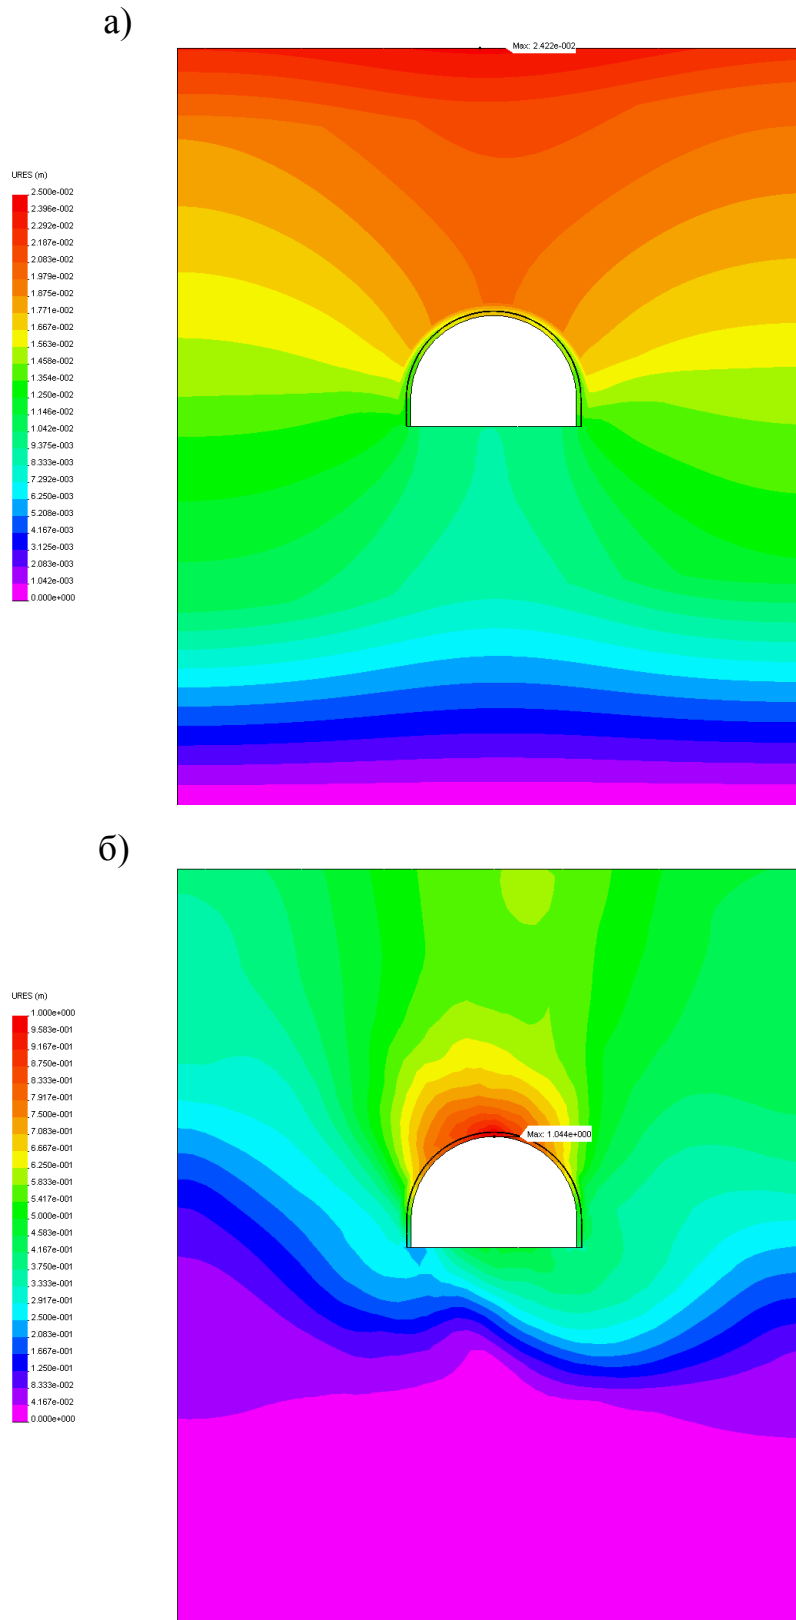 а)
Max: 2.422e-002
URES (m)
2.500e-002
2.396e-002
2.292e-002
2.187e-002
2.083e-002
1.979e-002
1.875e-002
1.771e-002
1.667e-002
1.563e-002
1.458e-002
1.354e-002
1.250e-002
1.146e-002
1.042e-002
9.375e-003
8.333e-003
7.292e-003
6.250e-003
5.208e-003
4.167e-003
3.125e-003
2.083e-003
1.042e-003
0.000e+000
б)
URES (m)
1.000e+000
9.583e-001
9.167e-001
8.750e-001
8.333e-001
7.917e-001
7.500e-001
7.083e-001
6.667e-001
6.250e-001
5.833e-001
5.417e-001
5.000e-001
4.583e-001
4.167e-001
3.750e-001
3.333e-001
2.917e-001
2.500e-001
2.083e-001
1.667e-001
1.250e-001
8.333e-002
4.167e-002
0.000e+000
Max: 1.044e+000